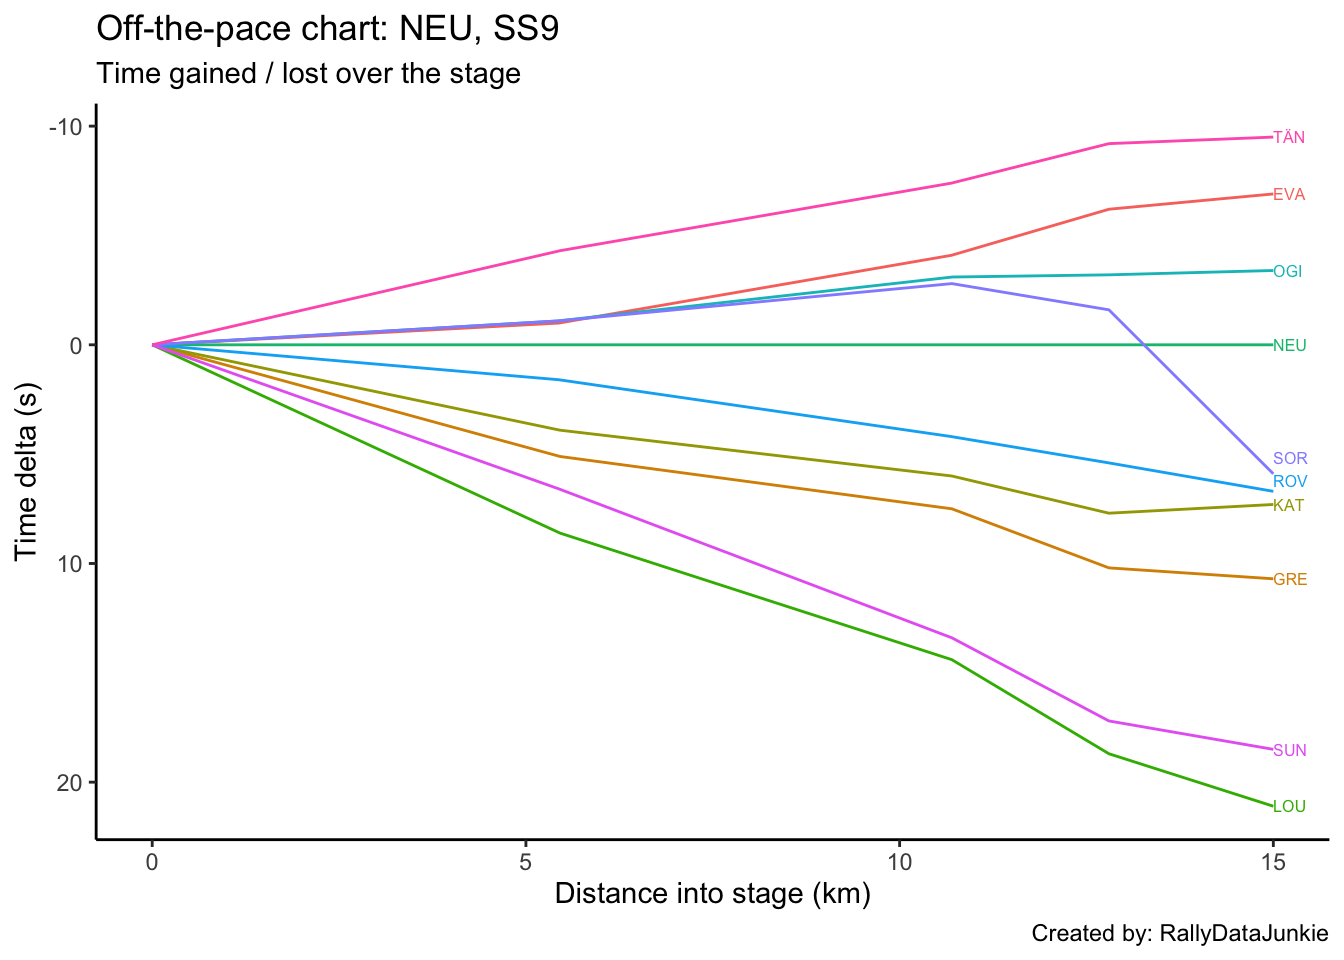 Off-the-pace chart: NEU, SS9
Time gained / lost over the stage
-10
0
10
20
Time delta (s)
TÄN
EVA
OGI
NEU
SOR
ROV
KAT
GRE
SUN
LOU
0 5 10 15
Distance into stage (km)
Created by: RallyDataJunkie